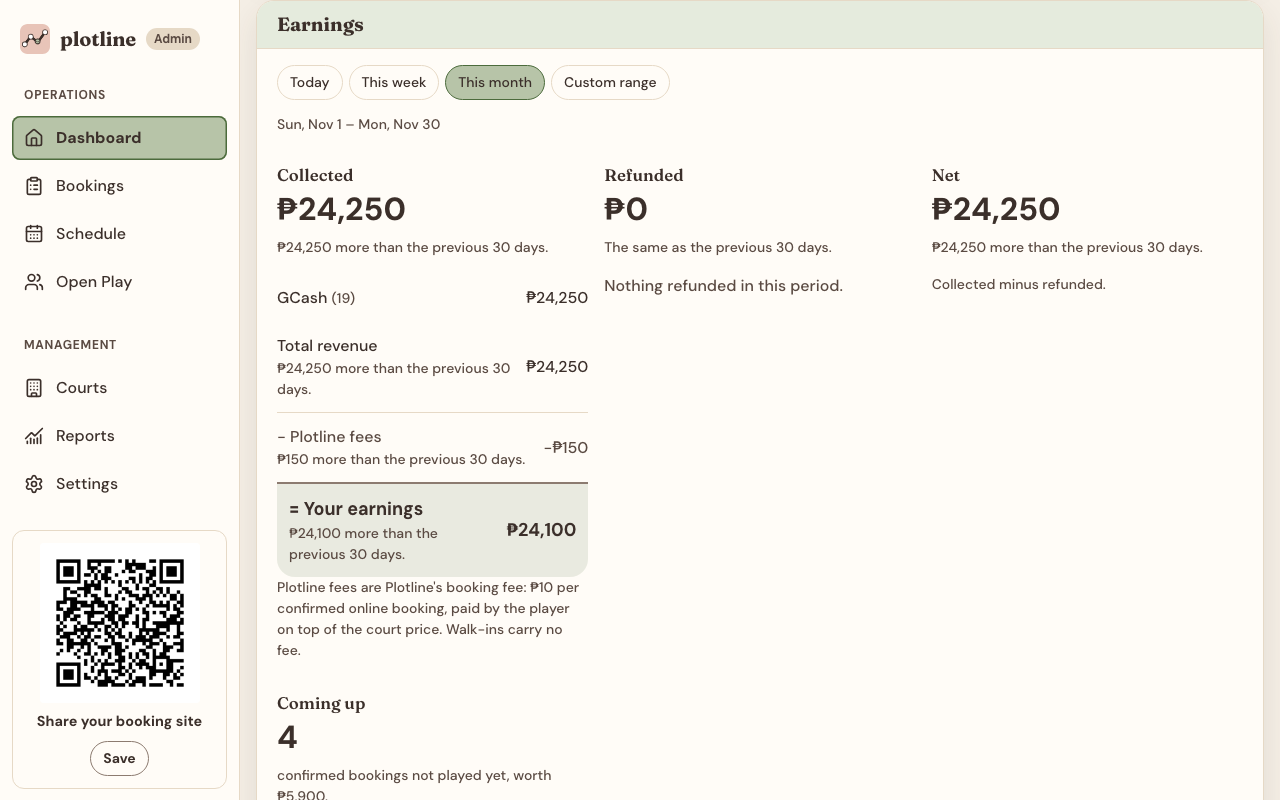 plotline Admin
OPERATIONS
Dashboard
Bookings
Schedule
Open Play
MANAGEMENT
Courts
Reports
Settings
Share your booking site
Save
Earnings
Today This week This month Custom range
Sun, Nov 1 – Mon, Nov 30
Collected
₱24,250
₱24,250 more than the previous 30 days.
GCash (19) ₱24,250
Total revenue
₱24,250 more than the previous 30
days.
₱24,250
− Plotline fees
₱150 more than the previous 30 days.
−₱150
= Your earnings
₱24,100 more than the
previous 30 days.
₱24,100
Plotline fees are Plotline's booking fee: ₱10 per
confirmed online booking, paid by the player
on top of the court price. Walk-ins carry no
fee.
Refunded
₱0
The same as the previous 30 days.
Nothing refunded in this period.
Net
₱24,250
₱24,250 more than the previous 30 days.
Collected minus refunded.
Coming up
4
confirmed bookings not played yet, worth
₱5,900.